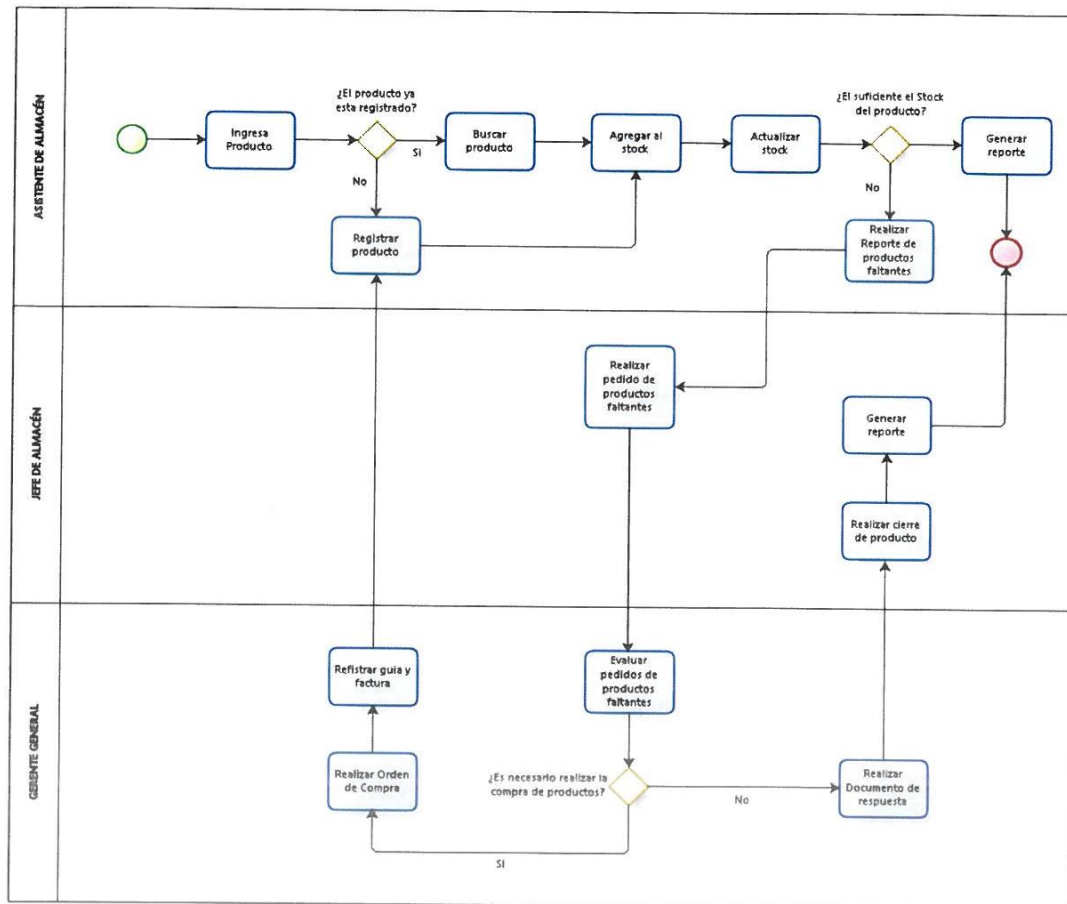 ASISTENTE DE ALMACÉN
¿El producto ya
esta registrado?
¿El suficiente el Stock
del producto?
Ingresa
Producto
Si
Buscar
producto
Agregar al
stock
Actualizar
stock
Generar
reporte
No
No
Registrar
producto
Realizar
Reporte de
productos
faltantes
JEFE DE ALMACÉN
Realizar
pedido de
productos
faltantes
Generar
reporte
Realizar cierre
de producto
GERENTE GENERAL
Refistrar guia y
factura
Evaluar
pedidos de
productos
faltantes
Realizar Orden
de Compra
¿Es necesario realizar la
compra de productos?
No
Realizar
Documento de
respuesta
SI